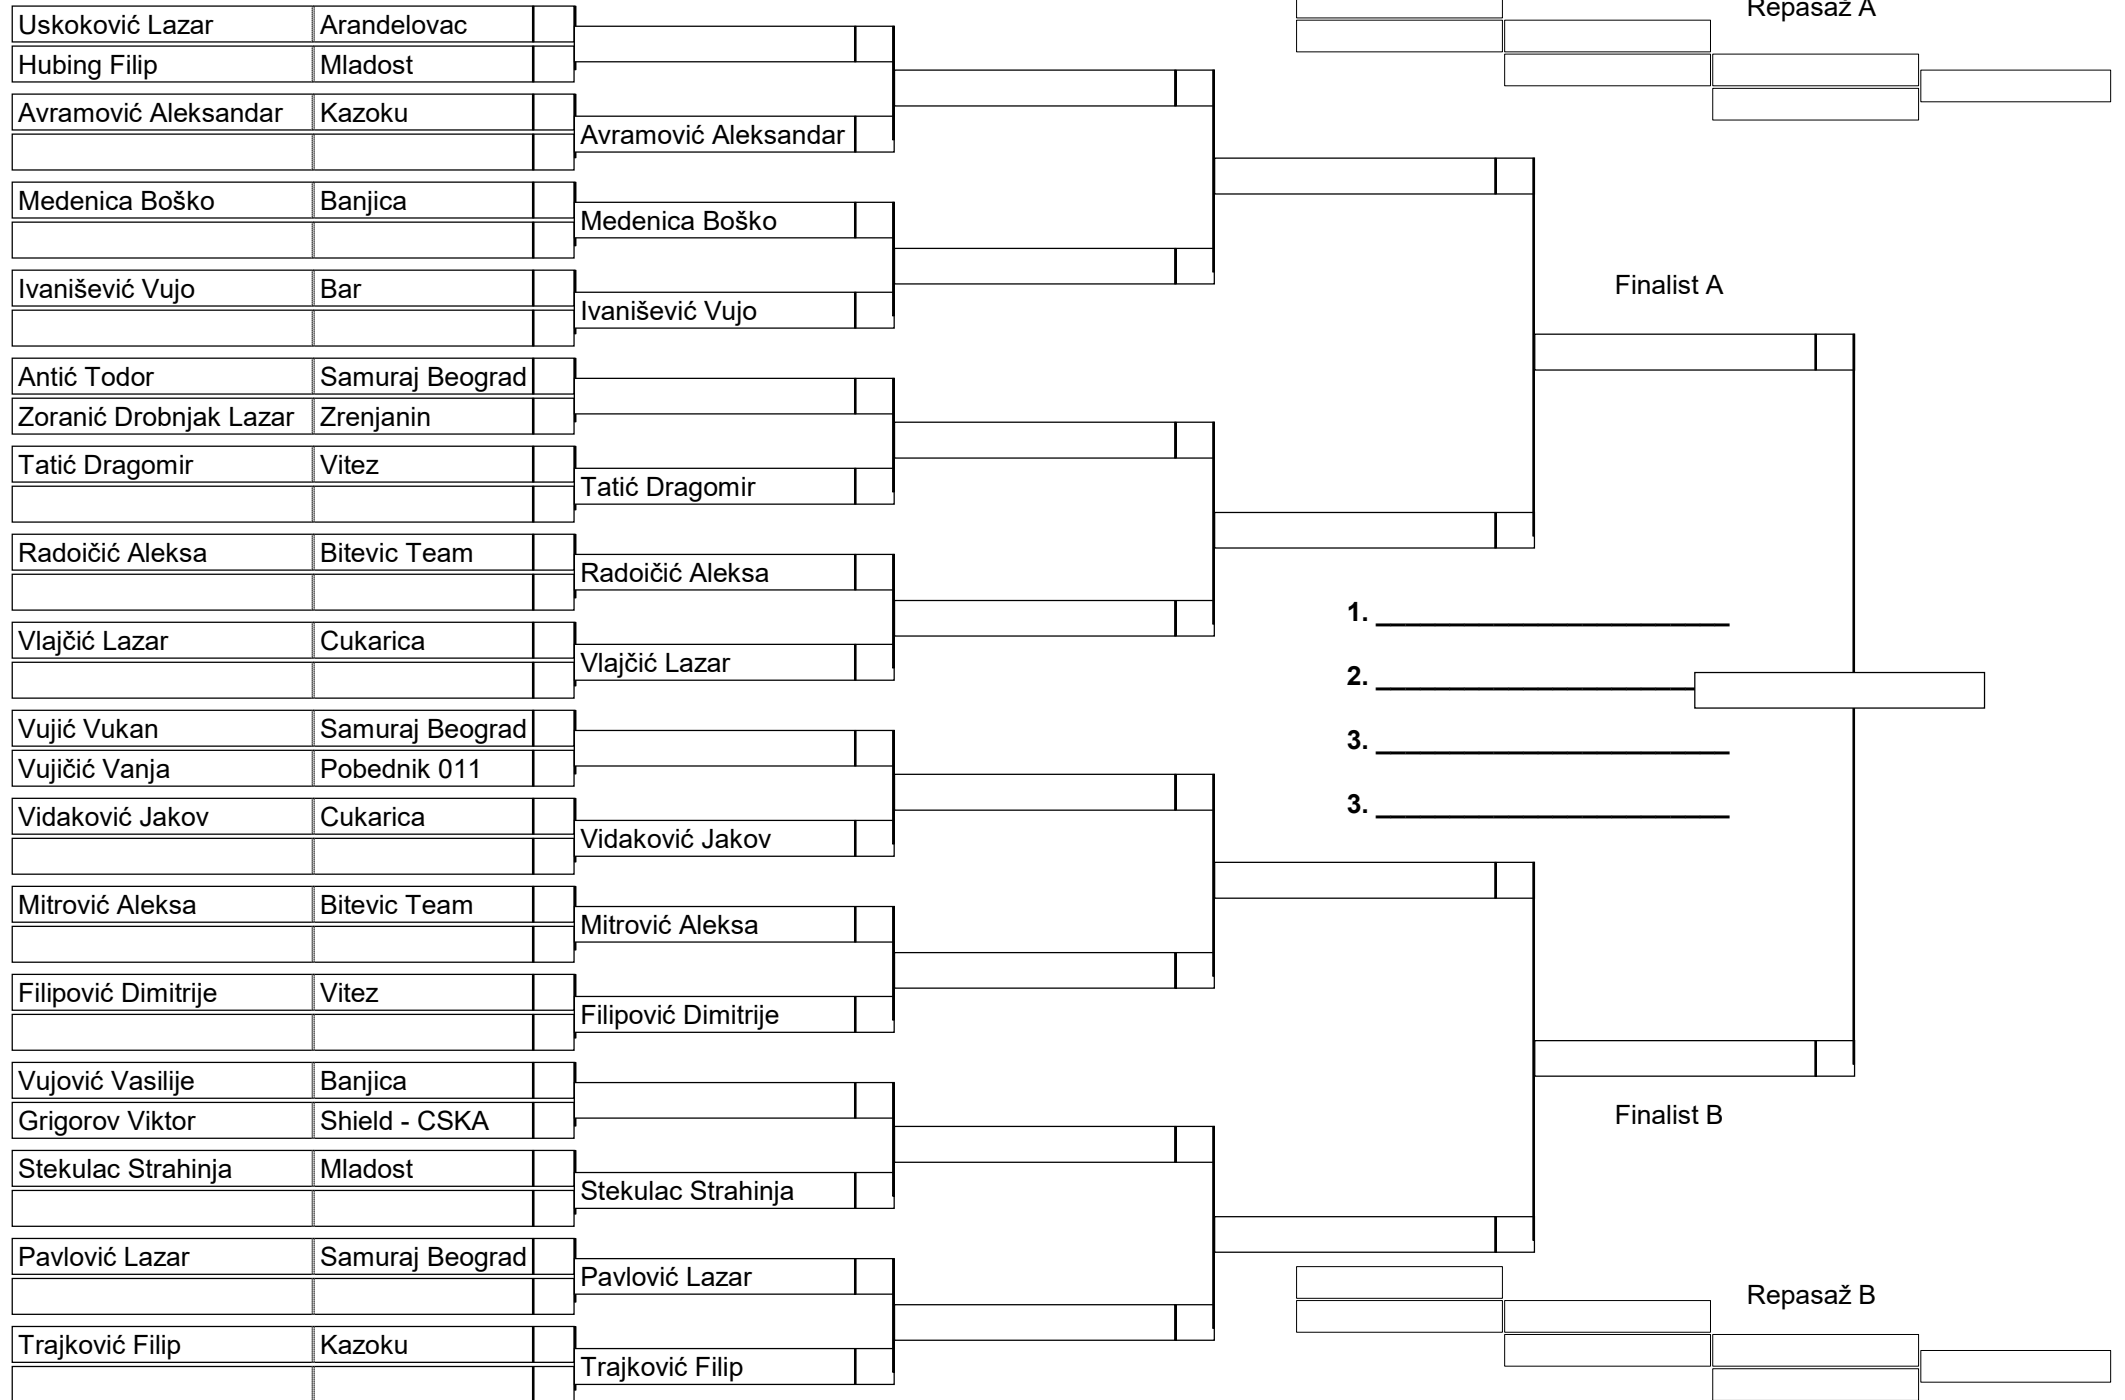 Uskoković Lazar Arandelovac
Hubing Filip Mladost
Avramović Aleksandar Kazoku
Medenica Boško Banjica
Ivanišević Vujo Bar
Antić Todor Samuraj Beograd
Zoranić Drobnjak Lazar Zrenjanin
Tatić Dragomir Vitez
Radoičić Aleksa Bitevic Team
Vlajčić Lazar Cukarica
Vujić Vukan Samuraj Beograd
Vujičić Vanja Pobednik 011
Vidaković Jakov Cukarica
Mitrović Aleksa Bitevic Team
Filipović Dimitrije Vitez
Vujović Vasilije Banjica
Grigorov Viktor Shield - CSKA
Stekulac Strahinja Mladost
Pavlović Lazar Samuraj Beograd
Trajković Filip Kazoku
Avramović Aleksandar
Medenica Boško
Ivanišević Vujo
Tatić Dragomir
Radoičić Aleksa
Vlajčić Lazar
Vidaković Jakov
Mitrović Aleksa
Filipović Dimitrije
Stekulac Strahinja
Pavlović Lazar
Trajković Filip
Repasaž A
Finalist A
1.
2.
3.
3.
Finalist B
Repasaž B